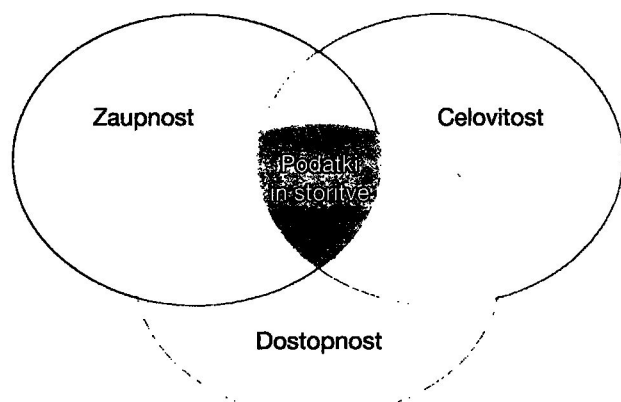 Zaupnost
Celovitost
Podatki
in storitve
Dostopnost